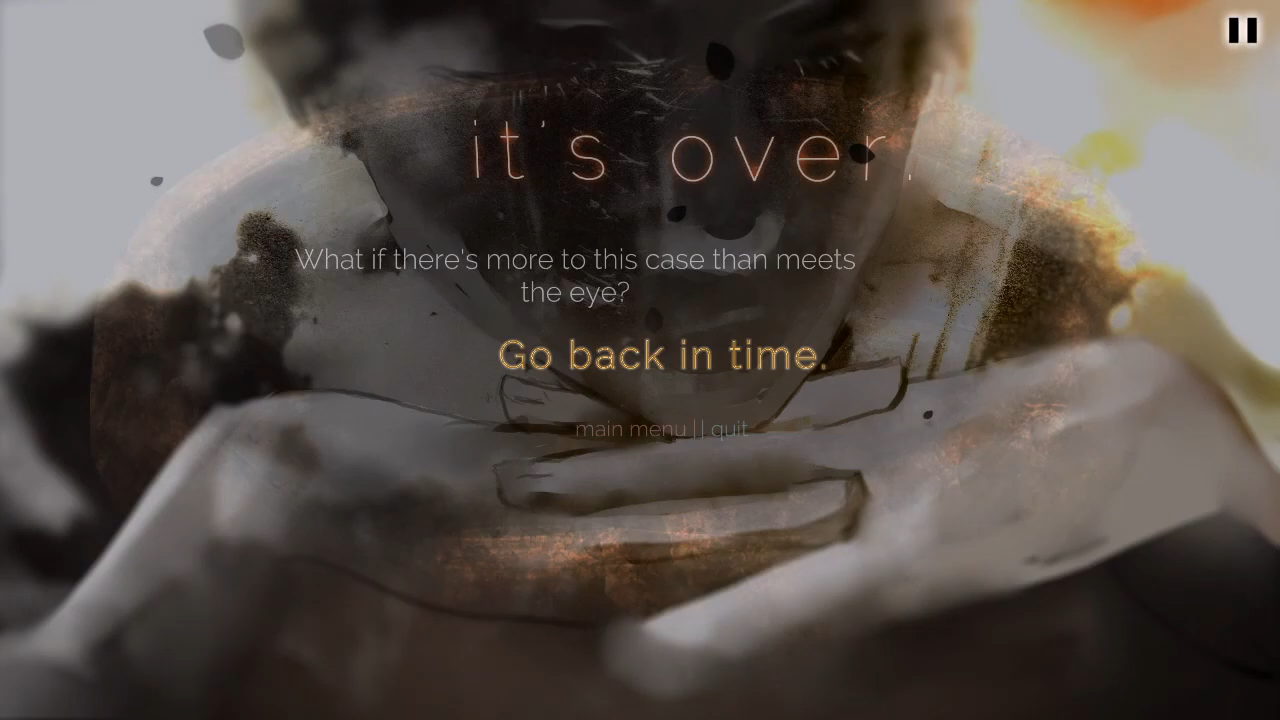 it's over.
What if there's more to this case than meets
the eye?
Go back in time.
main menu || quit